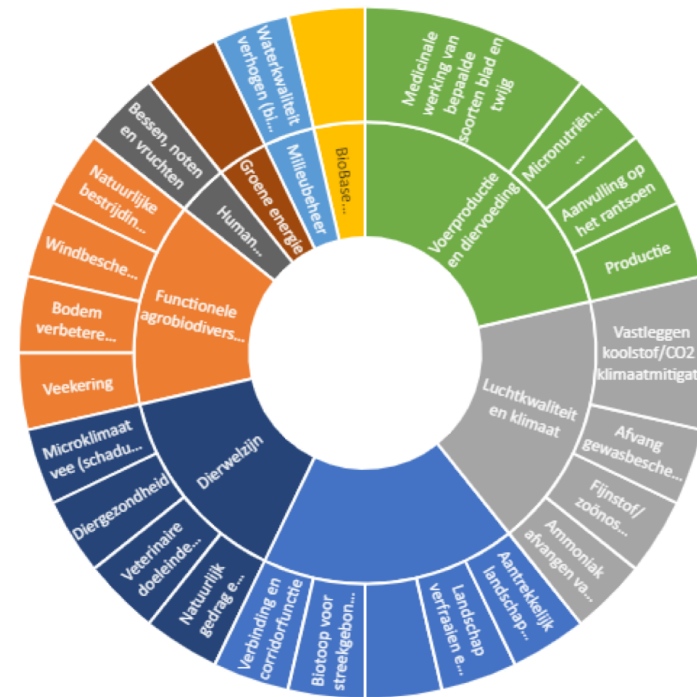 Medicinale
werking van
bepaalde
soorten blad en
twijg
Micronutriën...
...
Aanvulling op
het rantsoen
Productie
Voerproductie
en diervoeding
Vastleggen
koolstof/CO2
klimaatmitigat
Afvang
gewasbesche...
Fijnstof/
zoönos...
Ammoniak
afvangen va...
Luchtkwaliteit
en klimaat
Aantrekkelijk
landschap...
Landschap
verfraaien e...
Biotoop voor
streekgebon...
Verbinding en
corridorfunctie
Natuurlijk
gedrag e...
Veterinaire
doeleinde...
Diergezondheid
Microklimaat
vee (schadu...
Dierwelzijn
Veekering
Bodem
verbetere...
Windbesche...
Natuurlijke
bestrijdin...
Functionele
agrobiodivers...
Bessen, noten
en vruchten
Human...
Groene energie
Waterkwaliteit
verhogen (bi...
Milieubeheer
BioBase...